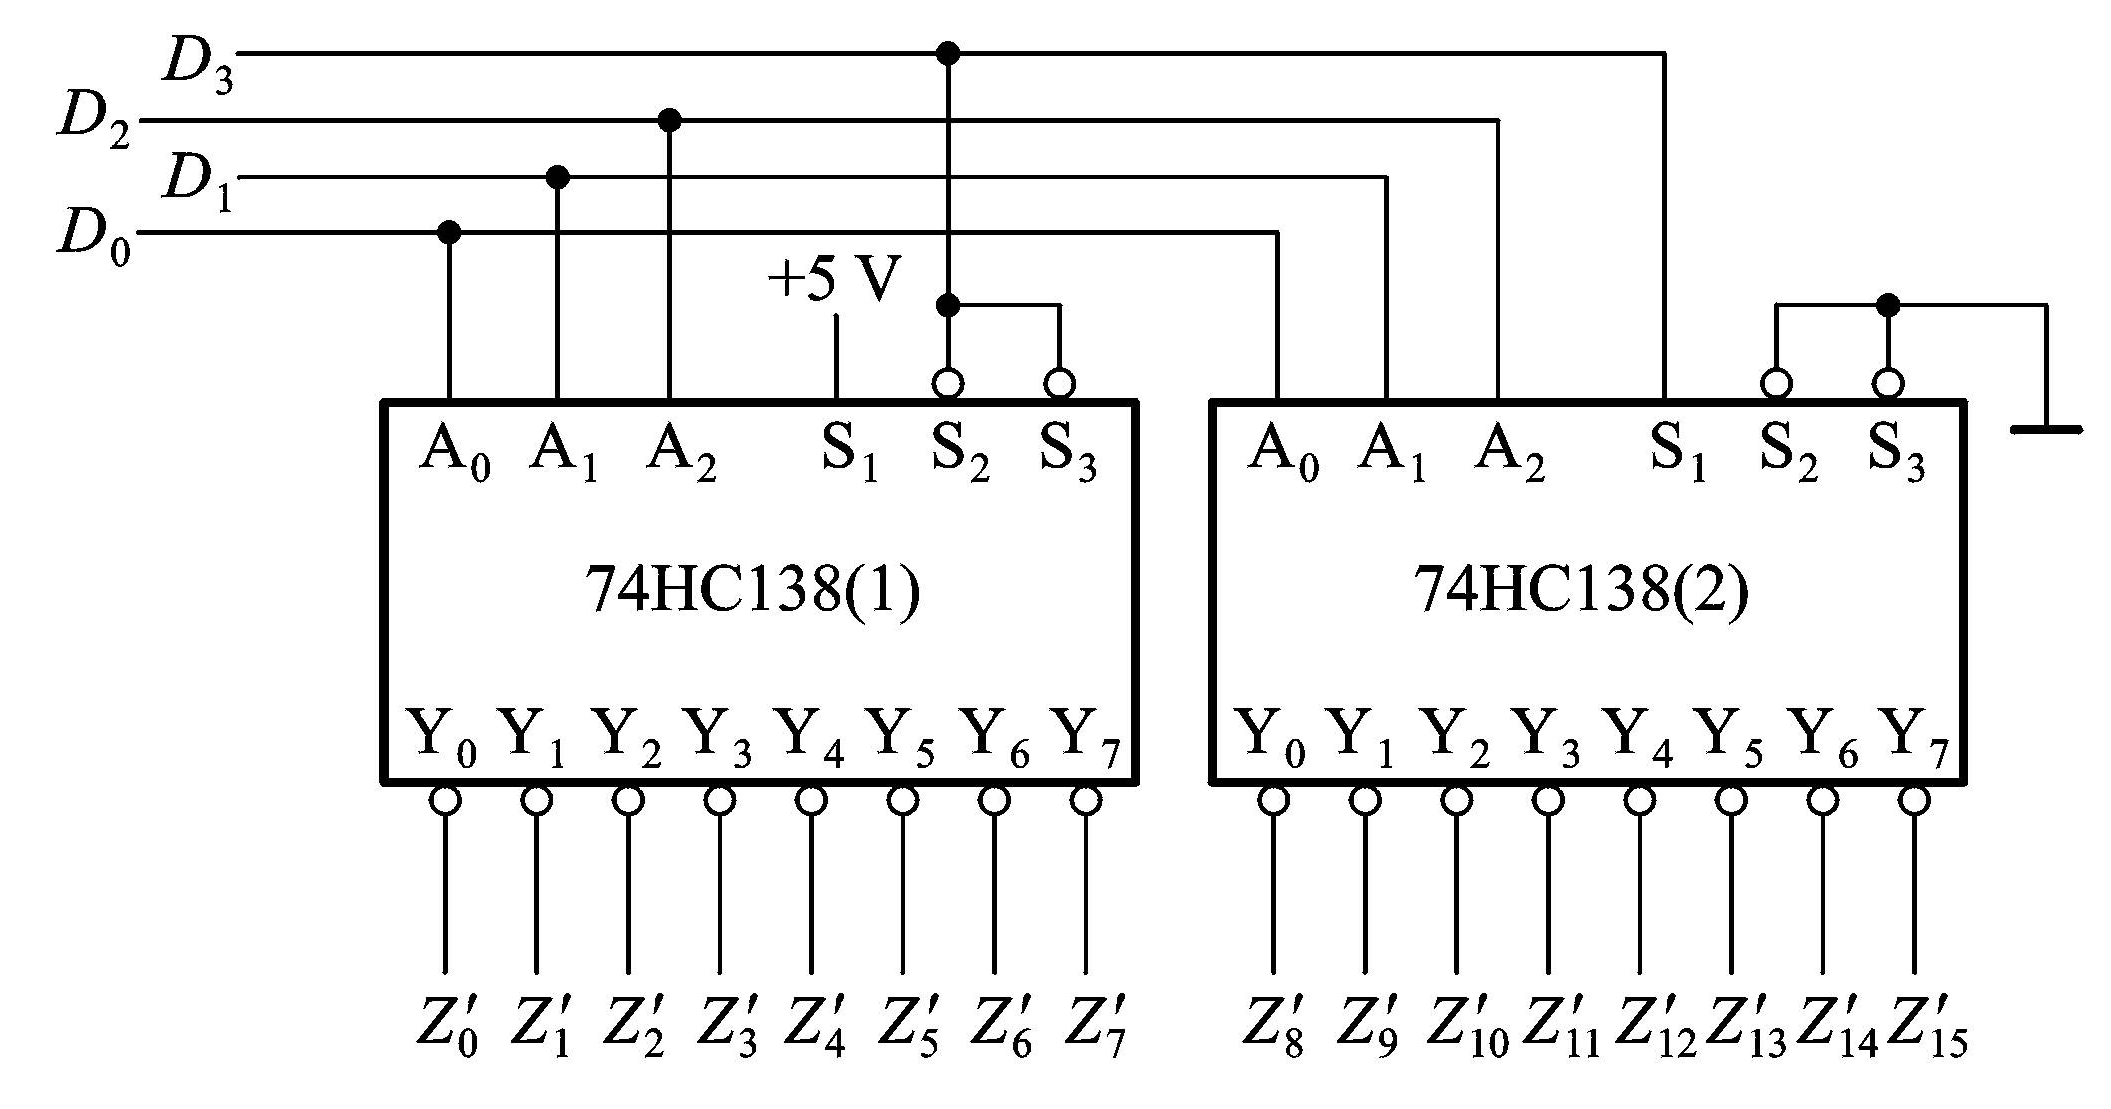 D₃
D₂
D₁
D₀
+5 V
A₀ A₁ A₂ S₁ S₂ S₃ A₀ A₁ A₂ S₁ S₂ S₃
74HC138(1) 74HC138(2)
Y₀ Y₁ Y₂ Y₃ Y₄ Y₅ Y₆ Y₇ Y₀ Y₁ Y₂ Y₃ Y₄ Y₅ Y₆ Y₇
Z′₀ Z′₁ Z′₂ Z′₃ Z′₄ Z′₅ Z′₆ Z′₇ Z′₈ Z′₉ Z′₁₀ Z′₁₁ Z′₁₂ Z′₁₃ Z′₁₄ Z′₁₅